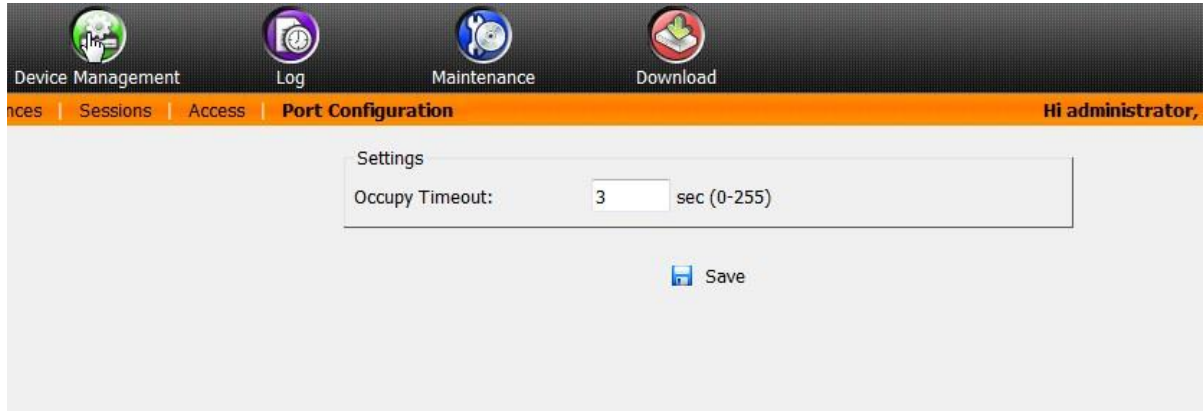 Device Management Log Maintenance Download
nces | Sessions | Access | Port Configuration Hi administrator,
Settings
Occupy Timeout: 3 sec (0-255)
Save